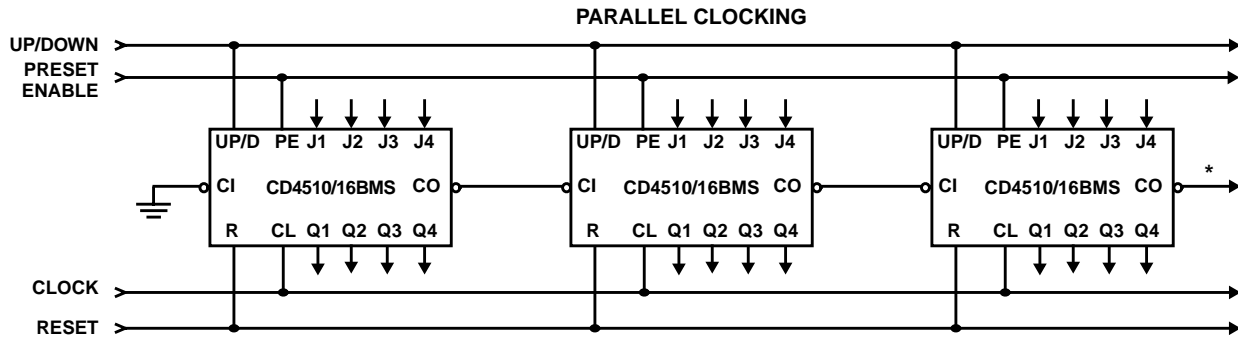 PARALLEL CLOCKING
UP/DOWN
PRESET
ENABLE
UP/D PE J1 J2 J3 J4
CI CD4510/16BMS CO
R CL Q1 Q2 Q3 Q4
UP/D PE J1 J2 J3 J4
CI CD4510/16BMS CO
R CL Q1 Q2 Q3 Q4
UP/D PE J1 J2 J3 J4
CI CD4510/16BMS CO
R CL Q1 Q2 Q3 Q4
*
CLOCK
RESET